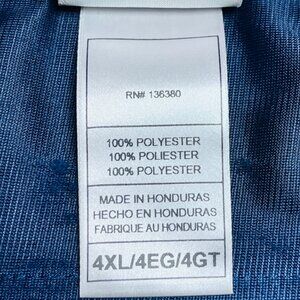 RN# 136380
100% POLYESTER
100% POLIESTER
100% POLYESTER
MADE IN HONDURAS
HECHO EN HONDURAS
FABRIQUE AU HONDURAS
4XL/4EG/4GT